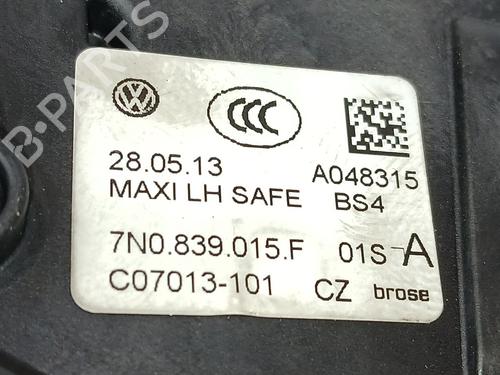 B-PARTS
CCC
28.05.13 A048315
MAXI LH SAFE BS4
7N0.839.015.F 01S-A
C07013-101 CZ brose